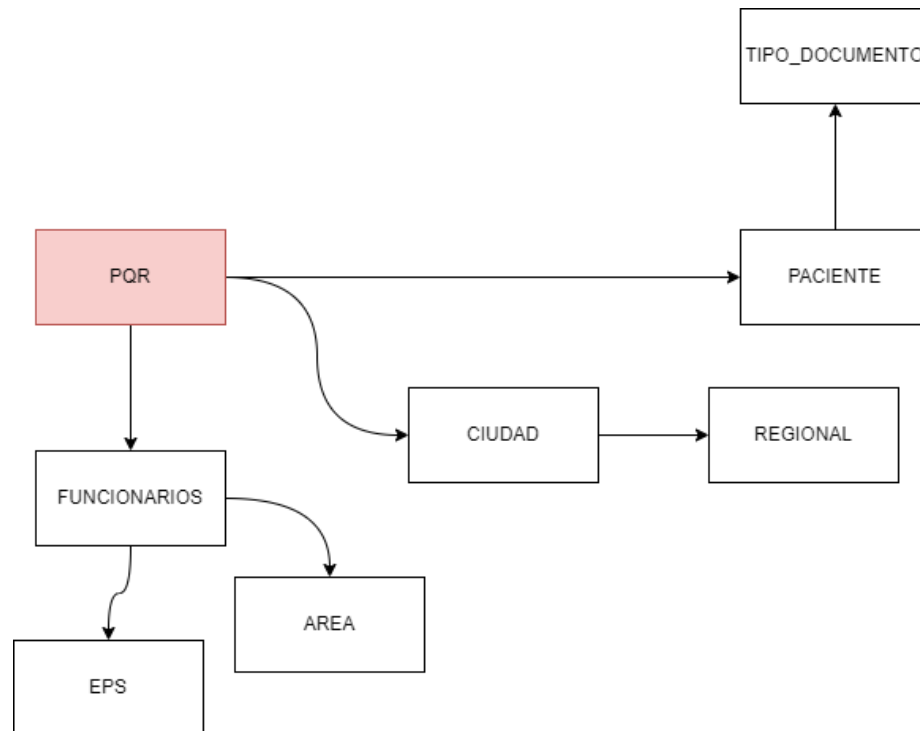 TIPO_DOCUMENTO
PQR
PACIENTE
CIUDAD
REGIONAL
FUNCIONARIOS
AREA
EPS